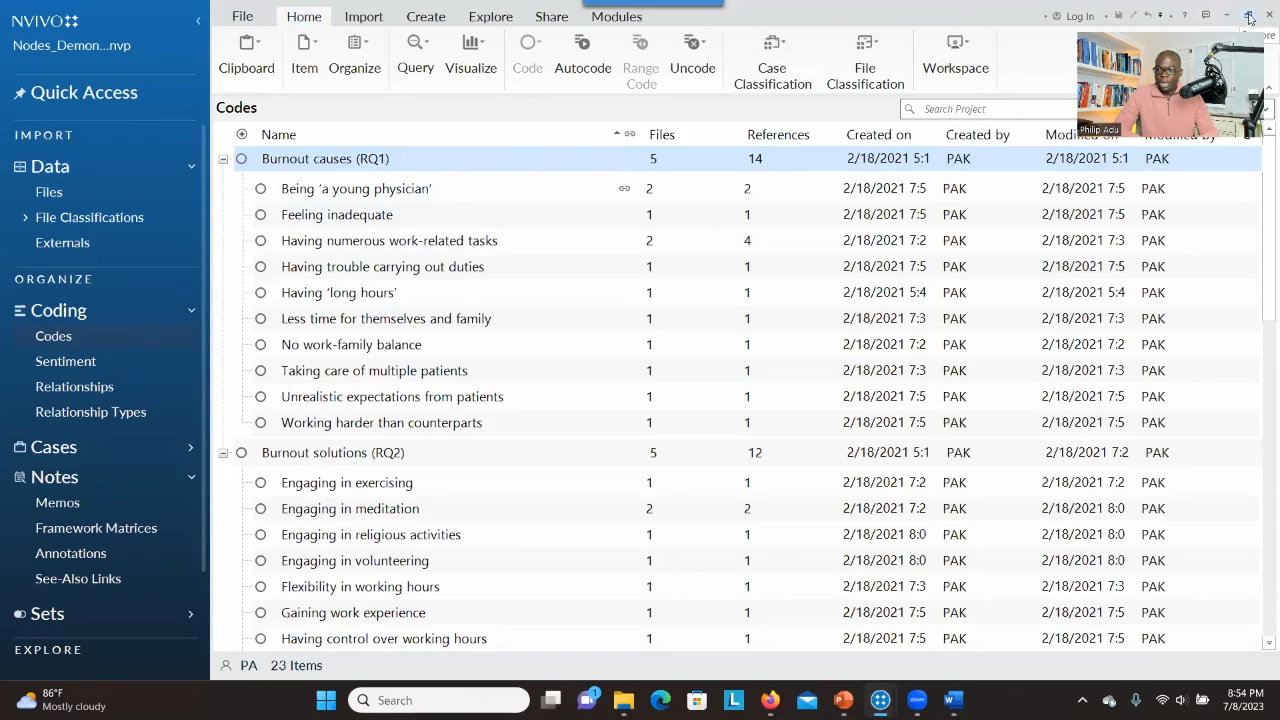 NVIVO
Nodes_Demon...nvp
Quick Access
IMPORT
Data
Files
File Classifications
Externals
ORGANIZE
Coding
Codes
Sentiment
Relationships
Relationship Types
Cases
Notes
Memos
Framework Matrices
Annotations
See-Also Links
Sets
EXPLORE
File Home Import Create Explore Share Modules
Log In
Clipboard Item Organize Query Visualize Code Autocode Range Code Uncode Case Classification File Classification Workspace
Philip Adu
Codes
Search Project
Name Files References Created on Created by Modified on Modified by
Burnout causes (RQ1) 5 14 2/18/2021 5:1 PAK 2/18/2021 5:1 PAK
Being ‘a young physician’ 2 2 2/18/2021 7:5 PAK 2/18/2021 7:5 PAK
Feeling inadequate 1 1 2/18/2021 7:5 PAK 2/18/2021 7:5 PAK
Having numerous work-related tasks 2 4 2/18/2021 7:2 PAK 2/18/2021 7:3 PAK
Having trouble carrying out duties 1 1 2/18/2021 7:5 PAK 2/18/2021 7:5 PAK
Having ‘long hours’ 1 1 2/18/2021 5:4 PAK 2/18/2021 5:4 PAK
Less time for themselves and family 1 1 2/18/2021 7:3 PAK 2/18/2021 7:3 PAK
No work-family balance 1 1 2/18/2021 7:2 PAK 2/18/2021 7:2 PAK
Taking care of multiple patients 1 1 2/18/2021 7:5 PAK 2/18/2021 7:5 PAK
Unrealistic expectations from patients 1 1 2/18/2021 7:5 PAK 2/18/2021 7:5 PAK
Working harder than counterparts 1 1 2/18/2021 7:5 PAK 2/18/2021 7:5 PAK
Burnout solutions (RQ2) 5 12 2/18/2021 5:1 PAK 2/18/2021 7:2 PAK
Engaging in exercising 1 1 2/18/2021 7:2 PAK 2/18/2021 7:2 PAK
Engaging in meditation 2 2 2/18/2021 7:2 PAK 2/18/2021 8:0 PAK
Engaging in religious activities 1 1 2/18/2021 8:0 PAK 2/18/2021 8:0 PAK
Engaging in volunteering 1 1 2/18/2021 8:0 PAK 2/18/2021 8:0 PAK
Flexibility in working hours 1 1 2/18/2021 7:3 PAK 2/18/2021 7:3 PAK
Gaining work experience 1 1 2/18/2021 7:5 PAK 2/18/2021 7:5 PAK
Having control over working hours 1 1 2/18/2021 7:5 PAK 2/18/2021 7:5 PAK
PA 23 Items
86°F
Mostly cloudy
Search
8:54 PM
7/8/2023